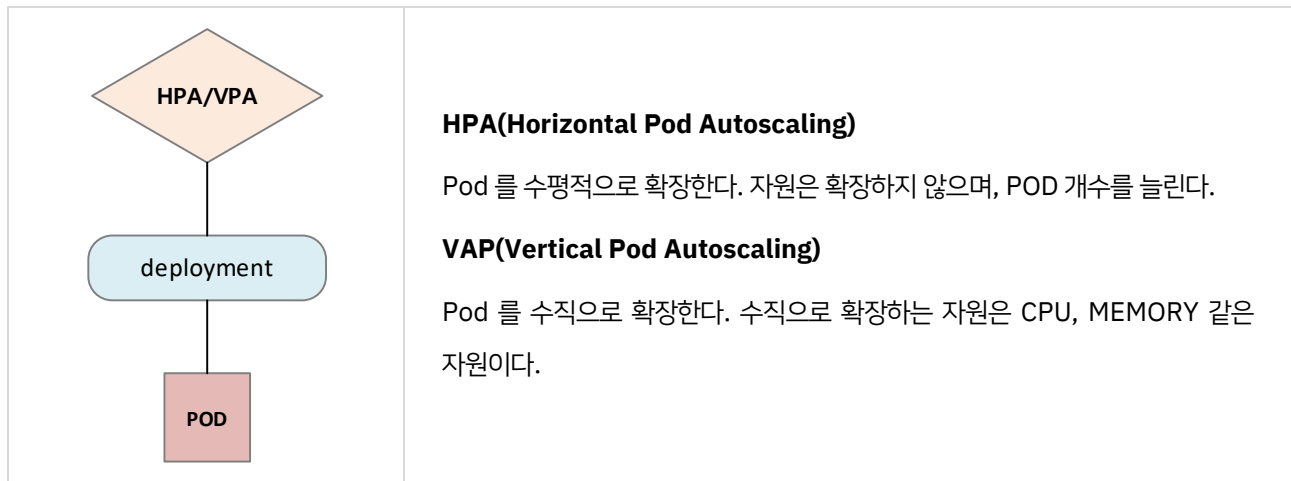 HPA/VPA
deployment
POD
HPA(Horizontal Pod Autoscaling)
Pod 를 수평적으로 확장한다. 자원은 확장하지 않으며, POD 개수를 늘린다.
VAP(Vertical Pod Autoscaling)
Pod 를 수직으로 확장한다. 수직으로 확장하는 자원은 CPU, MEMORY 같은
자원이다.